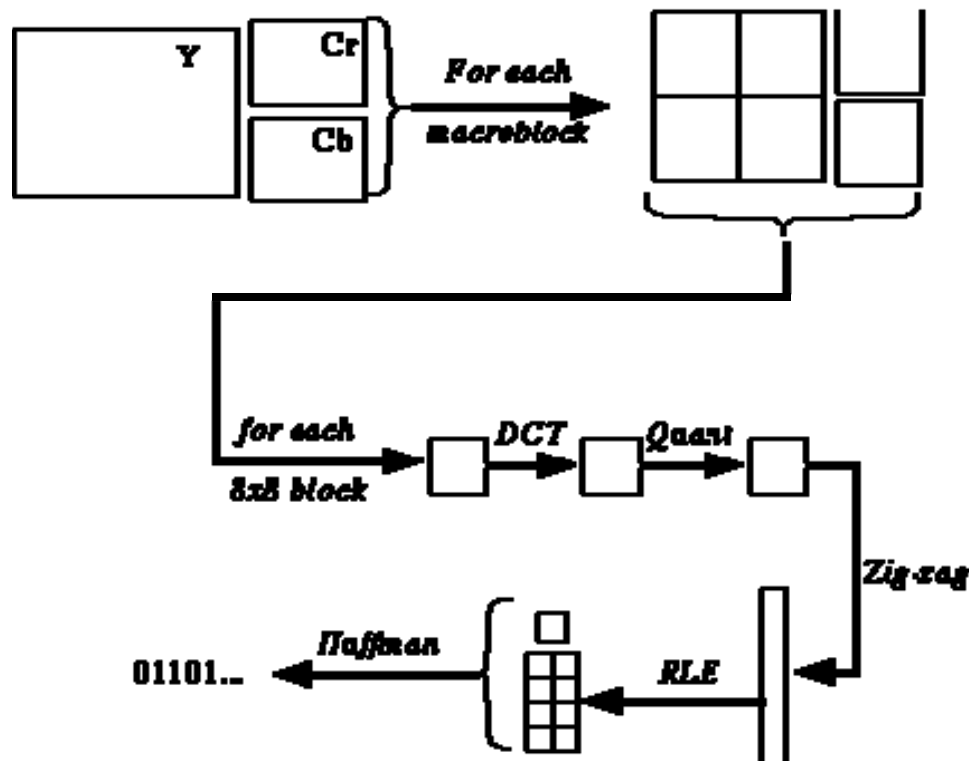 Y
Cr
Cb
For each
macroblock
for each
8x8 block
DCT
Quant
Zig-zag
RLE
Huffman
01101...